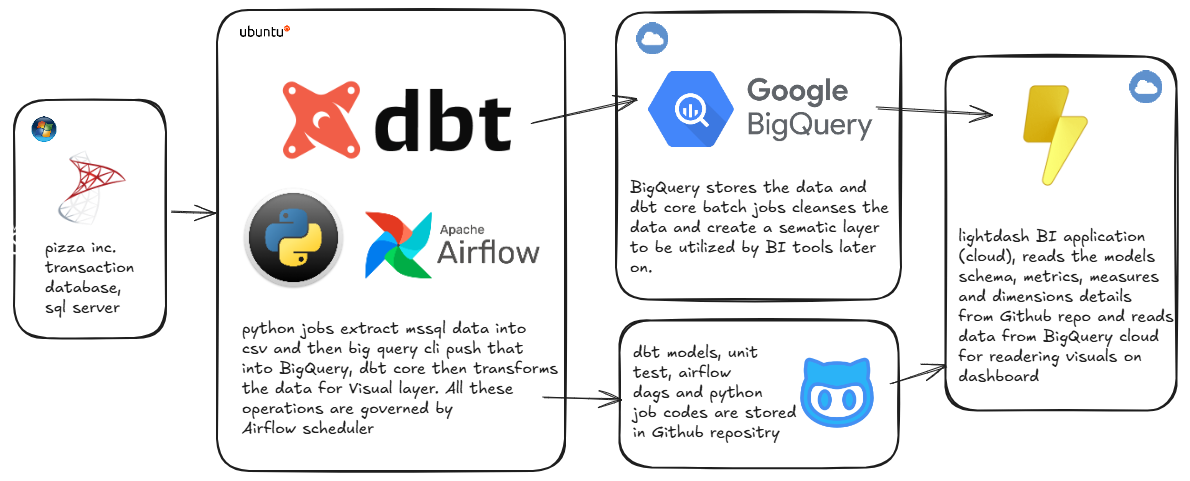 ubuntu
dbt
Apache
Airflow
Google
BigQuery
pizza inc.
transaction
database,
sql server
python jobs extract mssql data into
csv and then big query cli push that
into BigQuery, dbt core then transforms
the data for Visual layer. All these
operations are governed by
Airflow scheduler
BigQuery stores the data and
dbt core batch jobs cleanses the
data and create a sematic layer
to be utilized by BI tools later
on.
dbt models, unit
test, airflow
dags and python
job codes are stored
in Github repositry
lightdash BI application
(cloud), reads the models
schema, metrics, measures
and dimensions details
from Github repo and reads
data from BigQuery cloud
for readering visuals on
dashboard